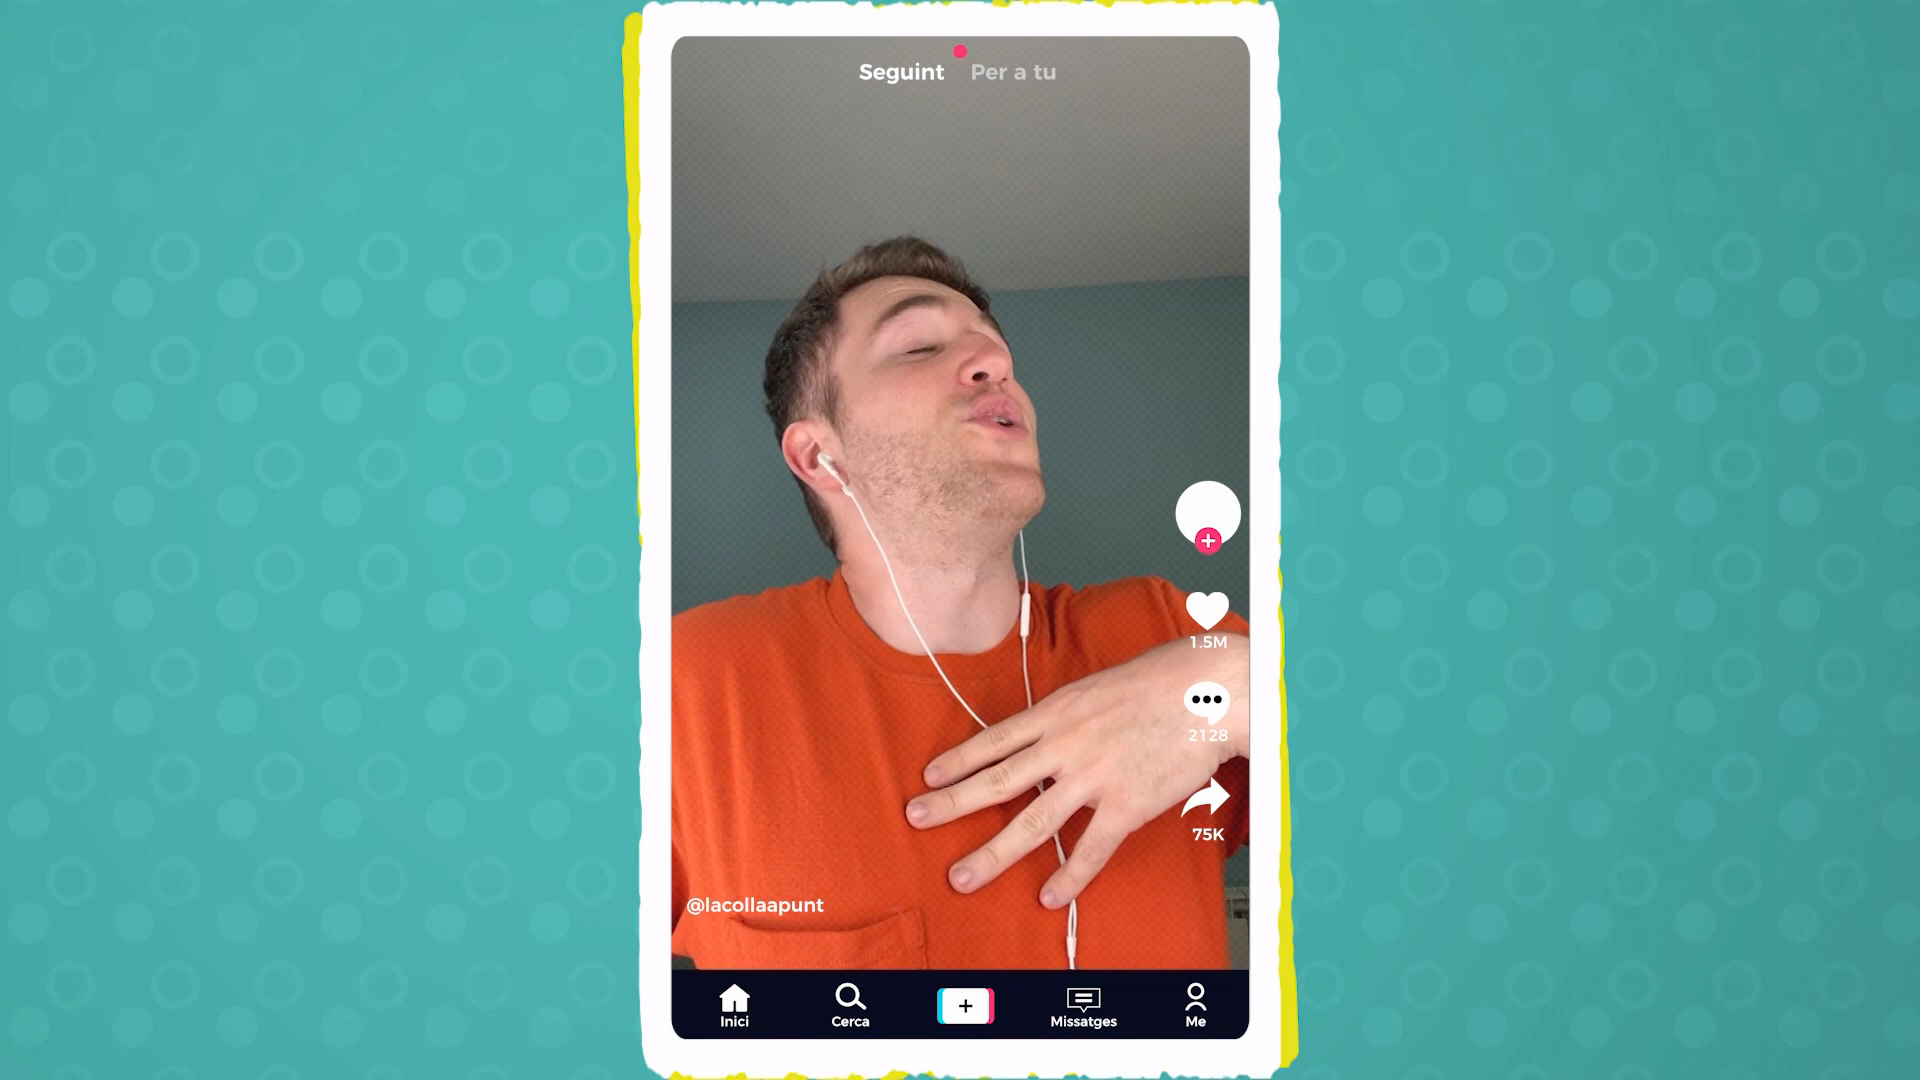 Seguint Per a tu
1.5M
2128
75K
@lacollaapunt
Inici Cerca Missatges Me